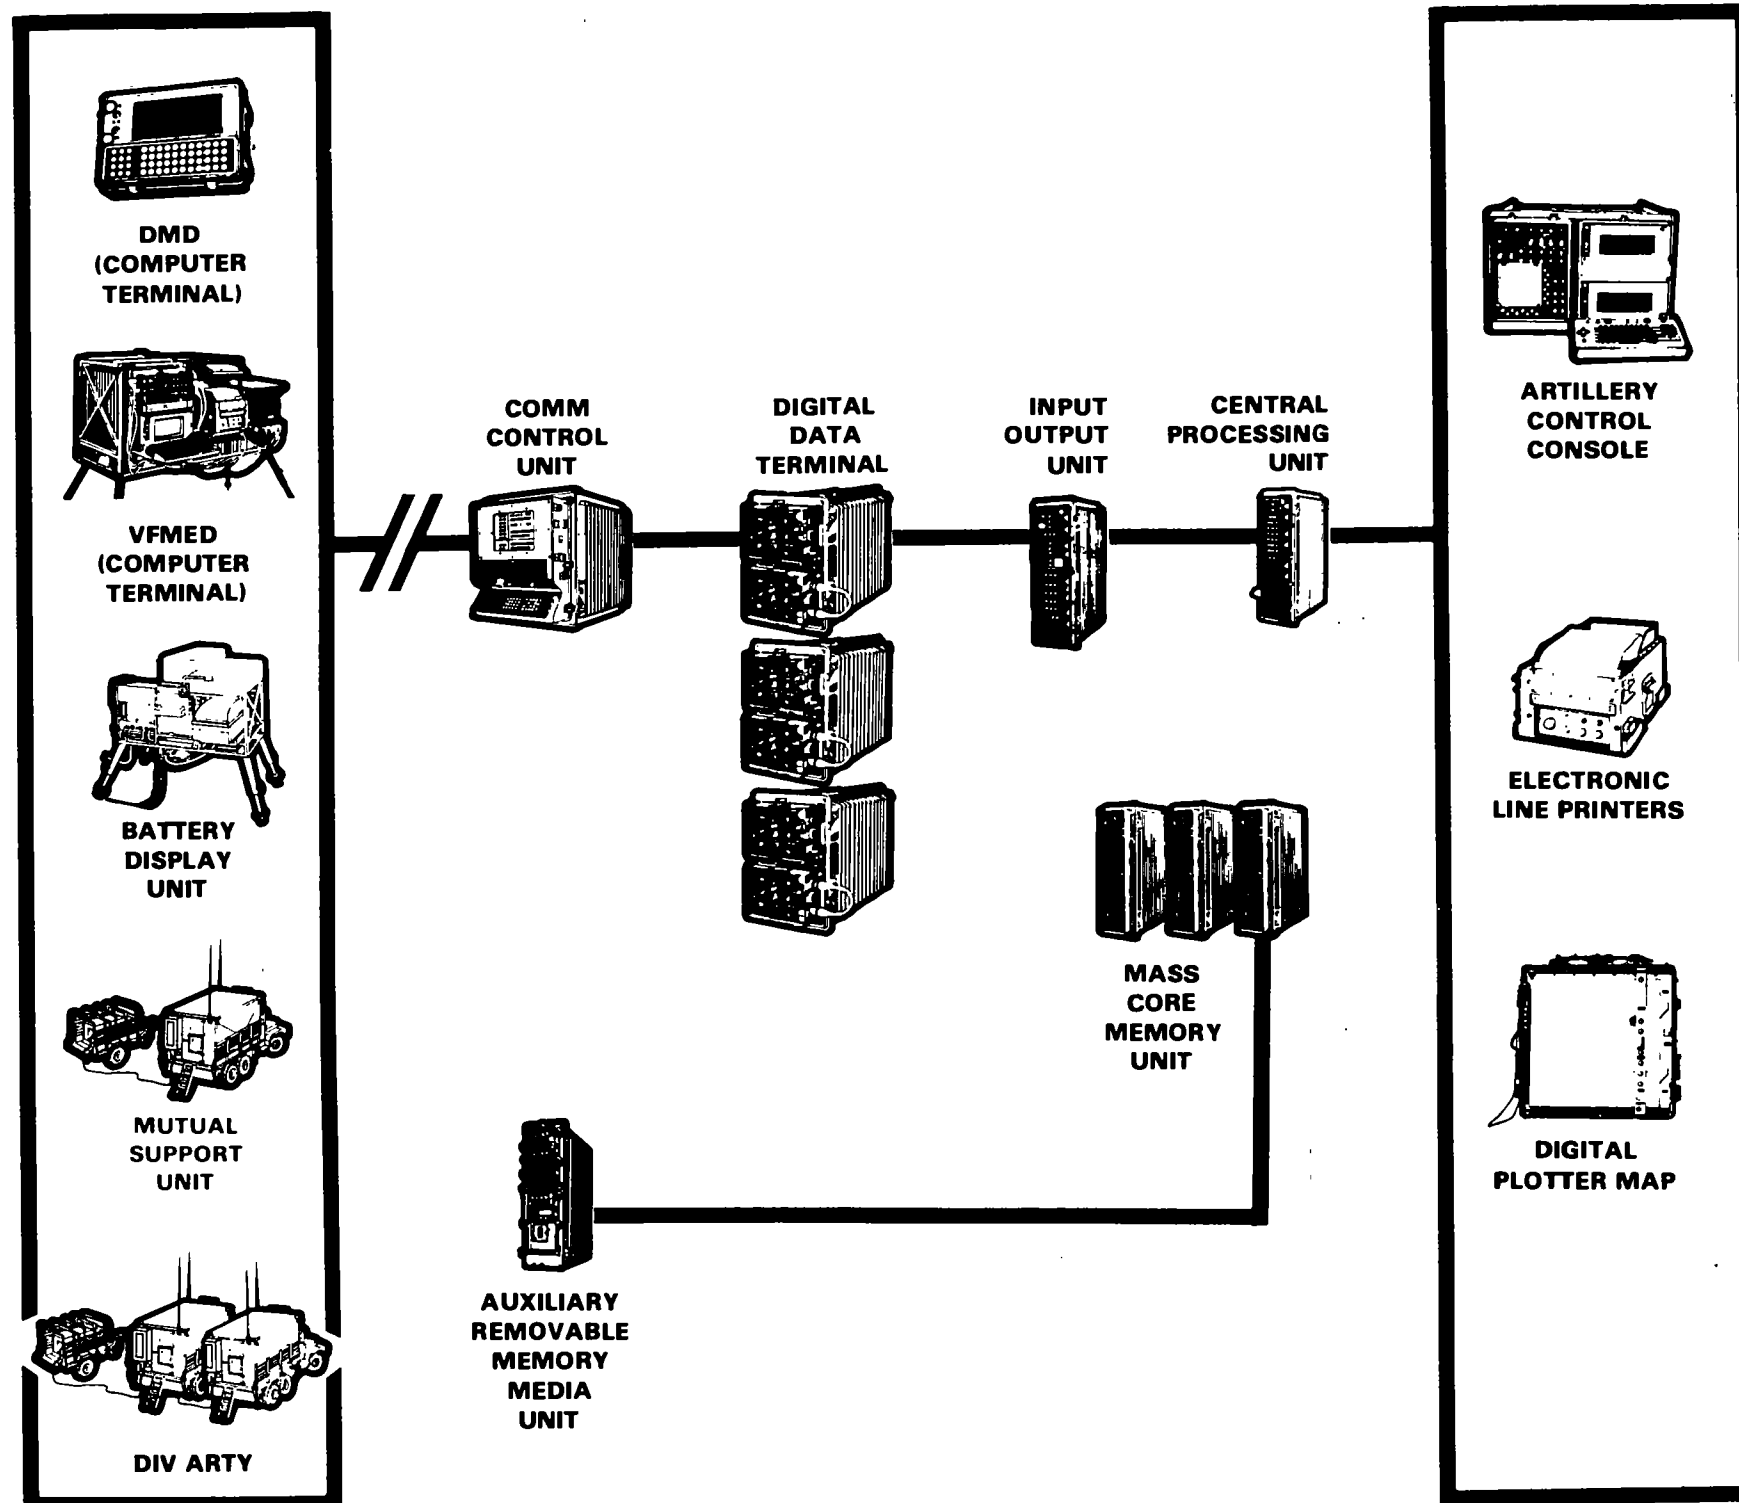 DMD
(COMPUTER
TERMINAL)
VFMED
(COMPUTER
TERMINAL)
BATTERY
DISPLAY
UNIT
MUTUAL
SUPPORT
UNIT
DIV ARTY
COMM
CONTROL
UNIT
DIGITAL
DATA
TERMINAL
INPUT
OUTPUT
UNIT
CENTRAL
PROCESSING
UNIT
MASS
CORE
MEMORY
UNIT
AUXILIARY
REMOVABLE
MEMORY
MEDIA
UNIT
ARTILLERY
CONTROL
CONSOLE
ELECTRONIC
LINE PRINTERS
DIGITAL
PLOTTER MAP